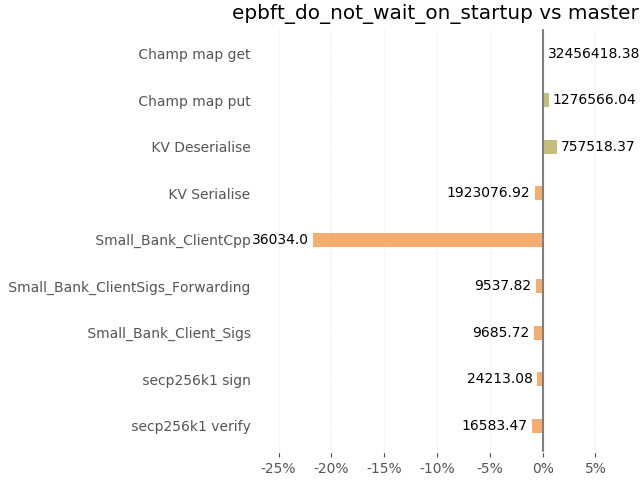 epbft_do_not_wait_on_startup vs master
Champ map get 32456418.38
Champ map put 1276566.04
KV Deserialise 757518.37
KV Serialise 1923076.92
Small_Bank_ClientCpp 36034.0
Small_Bank_ClientSigs_Forwarding 9537.82
Small_Bank_Client_Sigs 9685.72
secp256k1 sign 24213.08
secp256k1 verify 16583.47
-25% -20% -15% -10% -5% 0% 5%